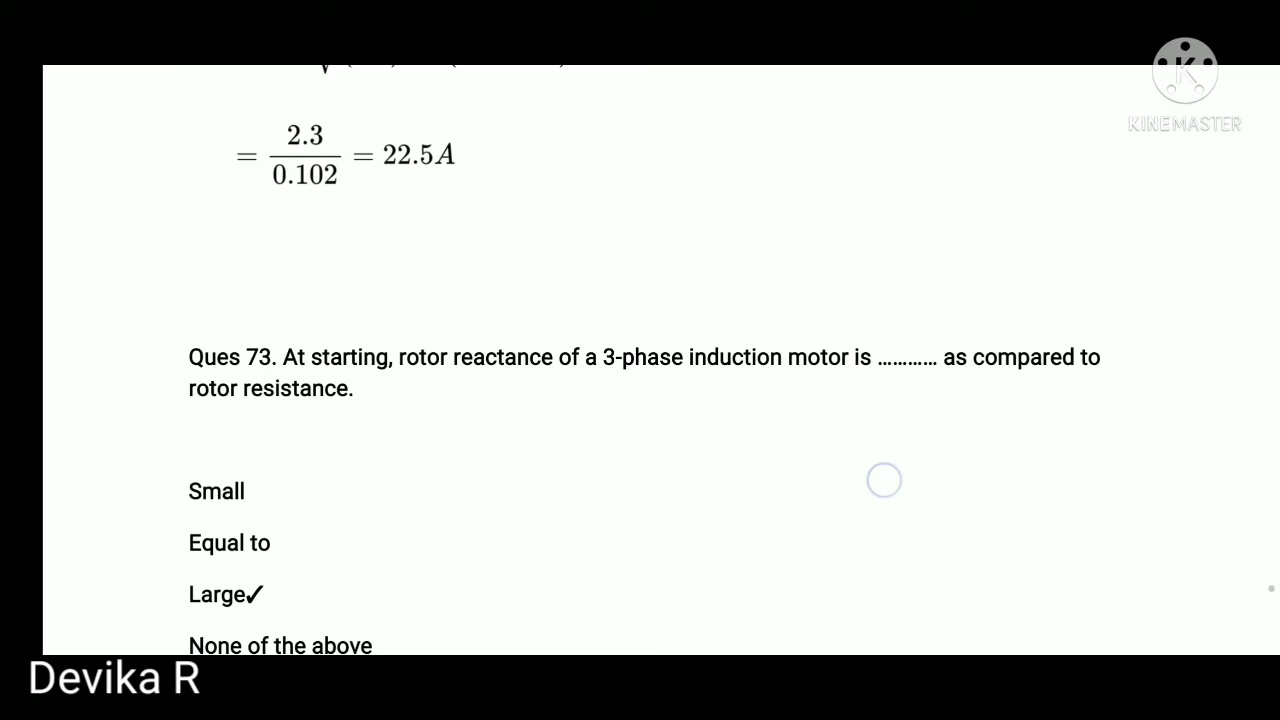 KINEMASTER
= 2.3 / 0.102 = 22.5A
Ques 73. At starting, rotor reactance of a 3-phase induction motor is ………… as compared to
rotor resistance.
Small
Equal to
Large✓
None of the above
Devika R